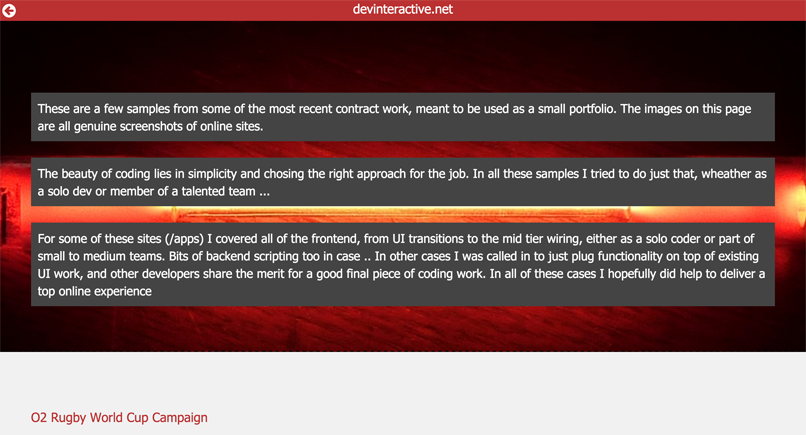 devinteractive.net
These are a few samples from some of the most recent contract work, meant to be used as a small portfolio. The images on this page
are all genuine screenshots of online sites.
The beauty of coding lies in simplicity and chosing the right approach for the job. In all these samples I tried to do just that, wheather as
a solo dev or member of a talented team ...
For some of these sites (/apps) I covered all of the frontend, from UI transitions to the mid tier wiring, either as a solo coder or part of
small to medium teams. Bits of backend scripting too in case .. In other cases I was called in to just plug functionality on top of existing
UI work, and other developers share the merit for a good final piece of coding work. In all of these cases I hopefully did help to deliver a
top online experience
O2 Rugby World Cup Campaign